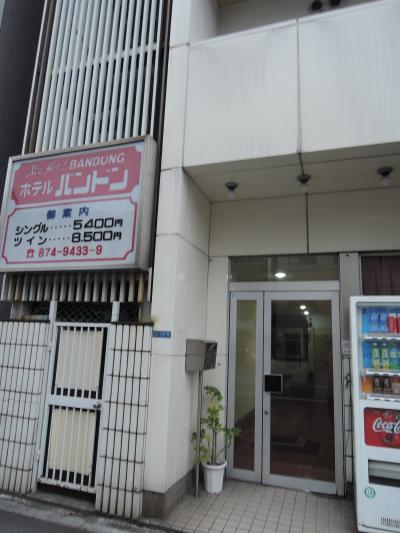 BANDUNG
ホテル バンドン
御案内
シングル·····5400円
ツイン·····8.500円
☎ 874-9433-9
Coca